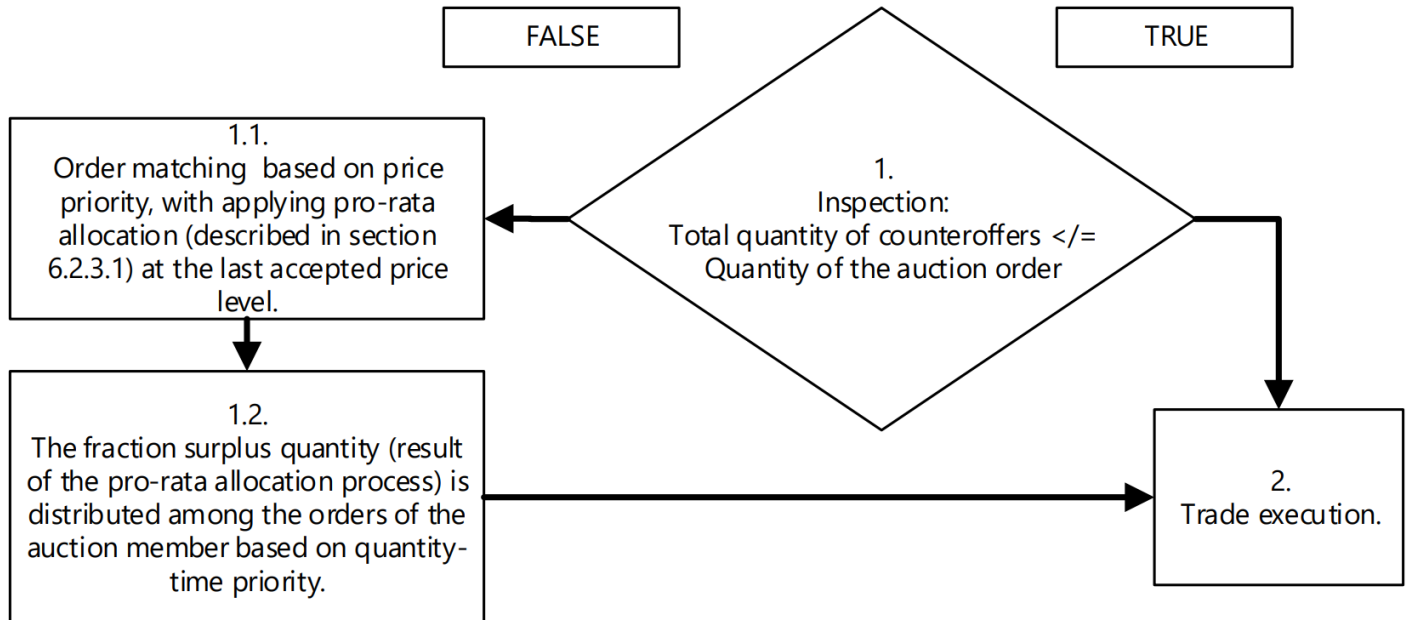 FALSE
TRUE
1.
Inspection:
Total quantity of counteroffers </=
Quantity of the auction order
1.1.
Order matching  based on price
priority, with applying pro-rata
allocation (described in section
6.2.3.1) at the last accepted price
level.
1.2.
The fraction surplus quantity (result
of the pro-rata allocation process) is
distributed among the orders of the
auction member based on quantity-
time priority.
2.
Trade execution.